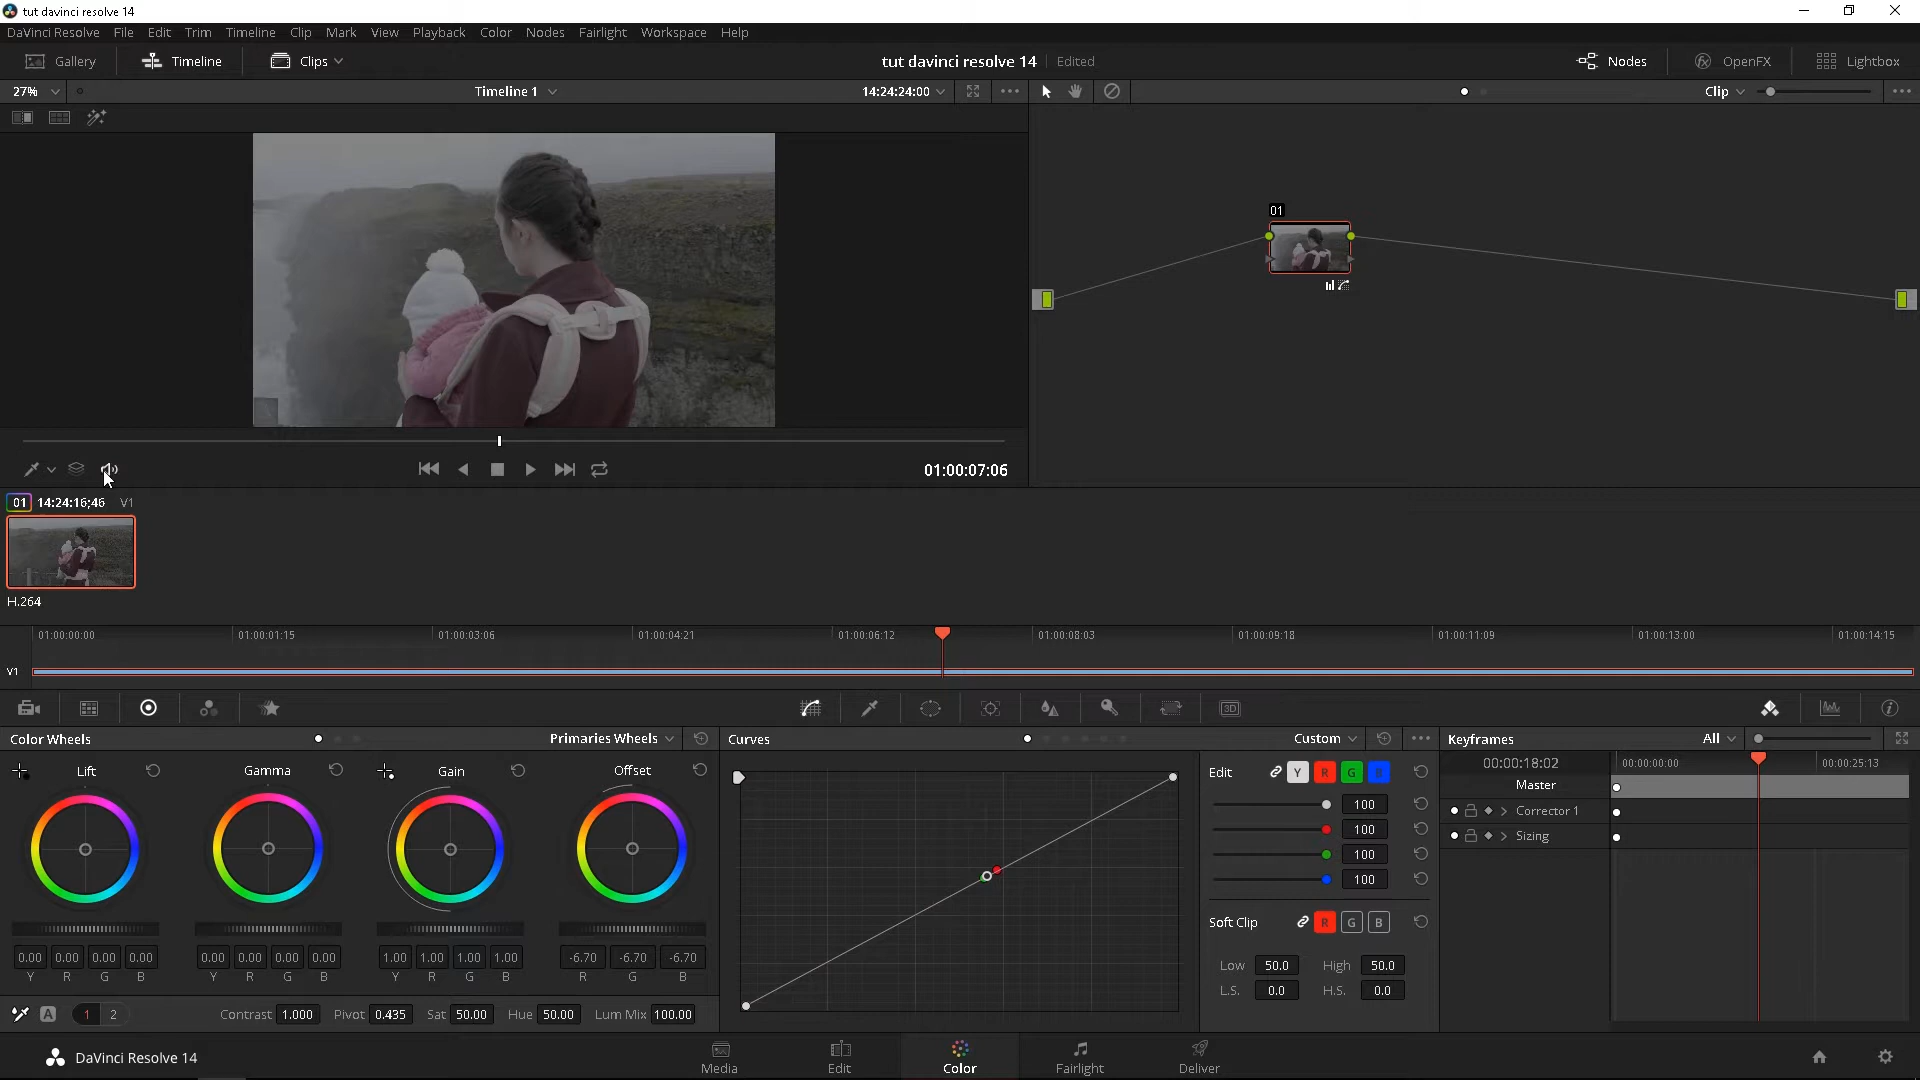 tut davinci resolve 14
DaVinci Resolve File Edit Trim Timeline Clip Mark View Playback Color Nodes Fairlight Workspace Help
Gallery Timeline Clips tut davinci resolve 14 Edited Nodes OpenFX Lightbox
27% Timeline 1 14:24:24:00 Clip
01
01:00:07:06
01 14:24:16;46 V1
H.264
01:00:00:00 01:00:01:15 01:00:03:06 01:00:04:21 01:00:06:12 01:00:08:03 01:00:09:18 01:00:11:09 01:00:13:00 01:00:14:15
V1
3D
Color Wheels Primaries Wheels Curves Custom Keyframes All
Lift Gamma Gain Offset Edit Y R G B 00:00:18:02 00:00:00:00 00:00:25:13
Master
100 Corrector 1
100 Sizing
100
100
Soft Clip R G B
0.00 0.00 0.00 0.00 0.00 0.00 0.00 0.00 1.00 1.00 1.00 1.00 -6.70 -6.70 -6.70 Low 50.0 High 50.0
Y R G B Y R G B Y R G B R G B L.S. 0.0 H.S. 0.0
A 1 2 Contrast 1.000 Pivot 0.435 Sat 50.00 Hue 50.00 Lum Mix 100.00
DaVinci Resolve 14 Media Edit Color Fairlight Deliver